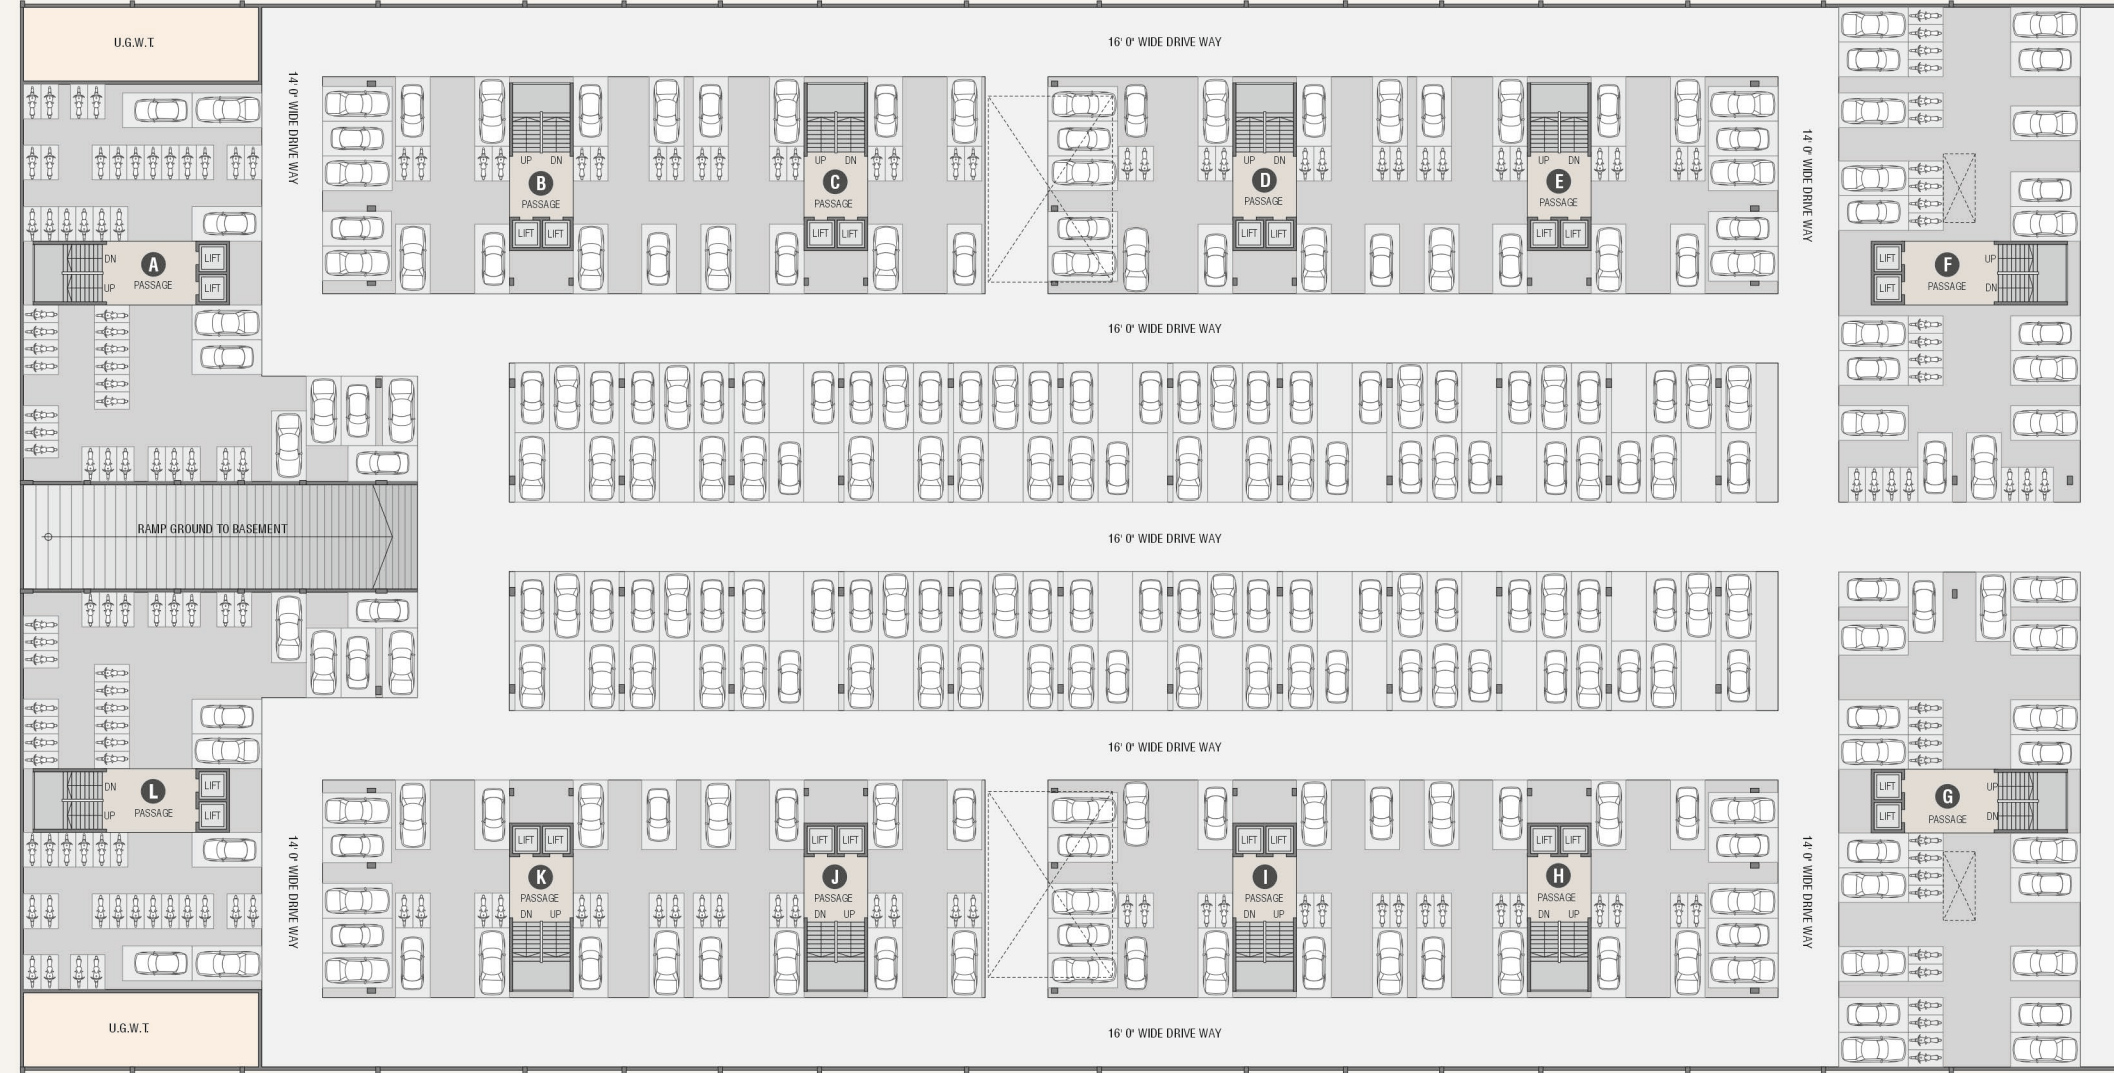 U.G.W.T.
16' 0" WIDE DRIVE WAY
14' 0" WIDE DRIVE WAY
14' 0" WIDE DRIVE WAY
UP DN
B
PASSAGE
LIFT LIFT
UP DN
C
PASSAGE
LIFT LIFT
UP DN
D
PASSAGE
LIFT LIFT
UP DN
E
PASSAGE
LIFT LIFT
DN
UP
A
PASSAGE
LIFT
LIFT
LIFT
LIFT
F
PASSAGE
UP
DN
16' 0" WIDE DRIVE WAY
RAMP GROUND TO BASEMENT
16' 0" WIDE DRIVE WAY
16' 0" WIDE DRIVE WAY
DN
UP
L
PASSAGE
LIFT
LIFT
LIFT
LIFT
G
PASSAGE
UP
DN
LIFT LIFT
K
PASSAGE
DN UP
LIFT LIFT
J
PASSAGE
DN UP
LIFT LIFT
I
PASSAGE
DN UP
LIFT LIFT
H
PASSAGE
DN UP
14' 0" WIDE DRIVE WAY
14' 0" WIDE DRIVE WAY
U.G.W.T.
16' 0" WIDE DRIVE WAY